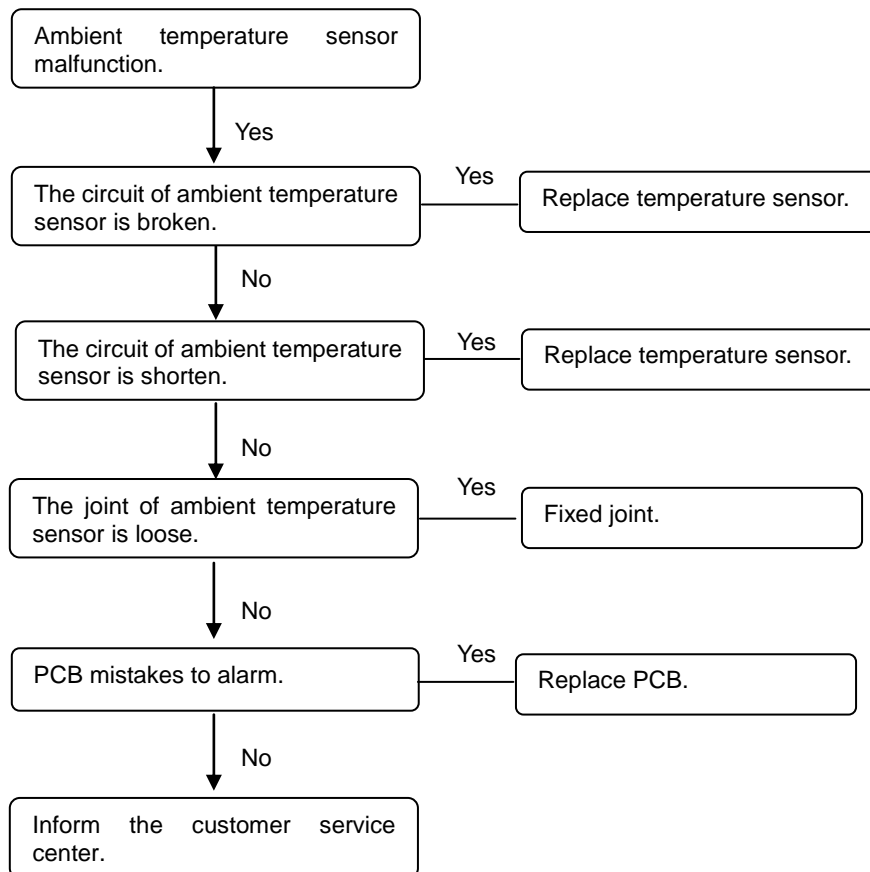 Ambient temperature sensor
malfunction.
Yes
The circuit of ambient temperature
sensor is broken.
Yes
Replace temperature sensor.
No
The circuit of ambient temperature
sensor is shorten.
Yes
Replace temperature sensor.
No
The joint of ambient temperature
sensor is loose.
Yes
Fixed joint.
No
PCB mistakes to alarm.
Yes
Replace PCB.
No
Inform the customer service
center.